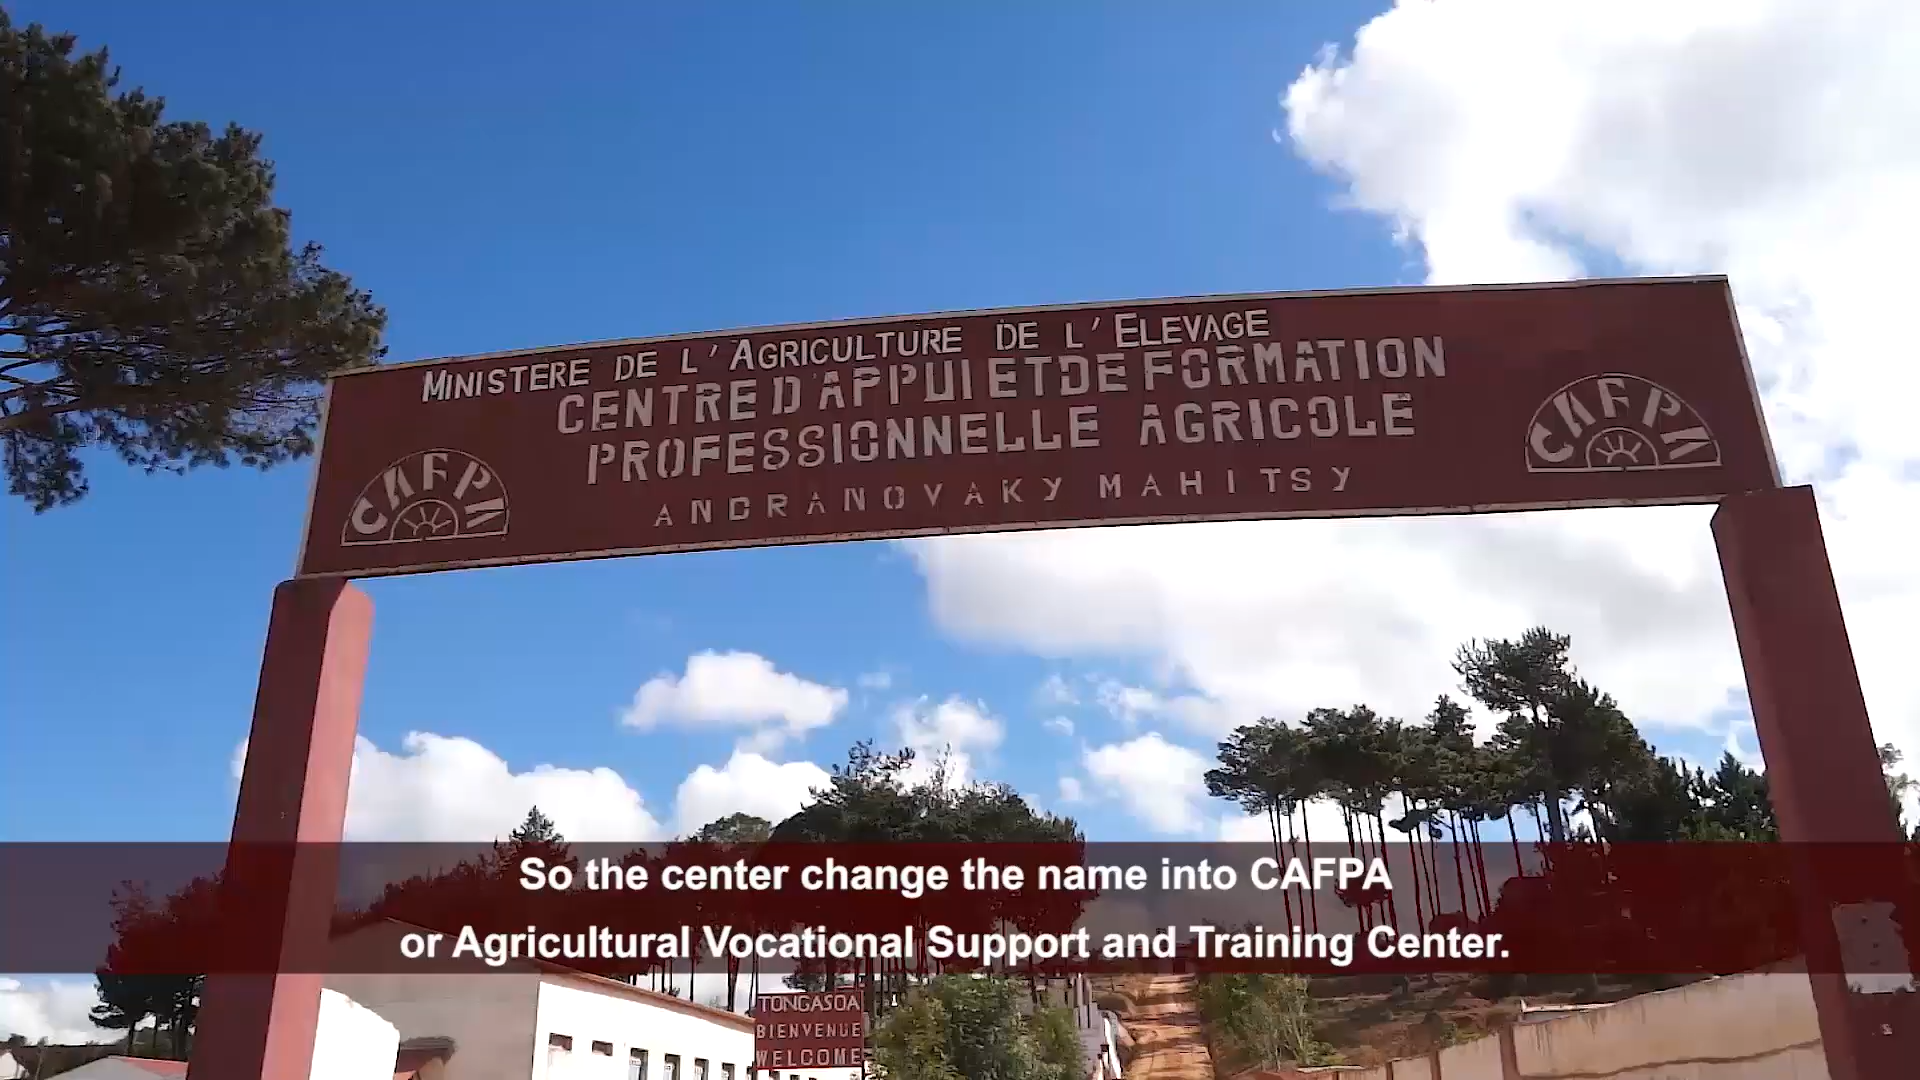 MINISTERE DE L'AGRICULTURE DE L'ELEVAGE
CENTRE D'APPUI ET DE FORMATION
PROFESSIONNELLE AGRICOLE
ANDRANOVAKY MAHITSY
CAFPA
CAFPA
So the center change the name into CAFPA
or Agricultural Vocational Support and Training Center.
TONGASOA
BIENVENUE
WELCOME